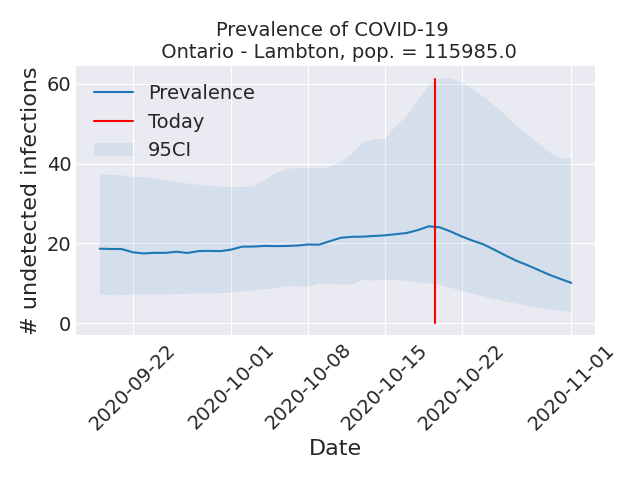 Prevalence of COVID-19
Ontario - Lambton, pop. = 115985.0
# undetected infections
60
40
20
0
Prevalence
Today
95CI
2020-09-22
2020-10-01
2020-10-08
2020-10-15
2020-10-22
2020-11-01
Date